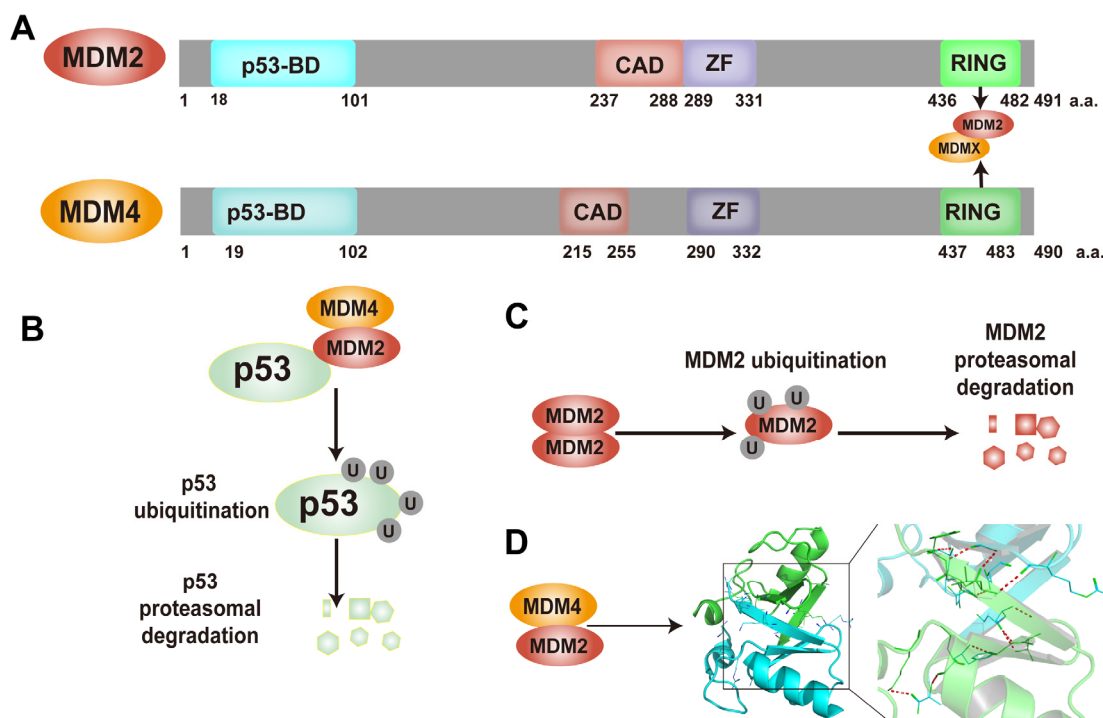 A
MDM2
p53-BD
CAD
ZF
RING
1 18 101 237 288 289 331 436 482 491 a.a.
MDM2
MDMX
MDM4
p53-BD
CAD
ZF
RING
1 19 102 215 255 290 332 437 483 490 a.a.
B
MDM4
MDM2
p53
p53
ubiquitination
U U
p53
U
U
p53
proteasomal
degradation
C
MDM2
MDM2
MDM2 ubiquitination
U U
MDM2
U
MDM2
proteasomal
degradation
D
MDM4
MDM2